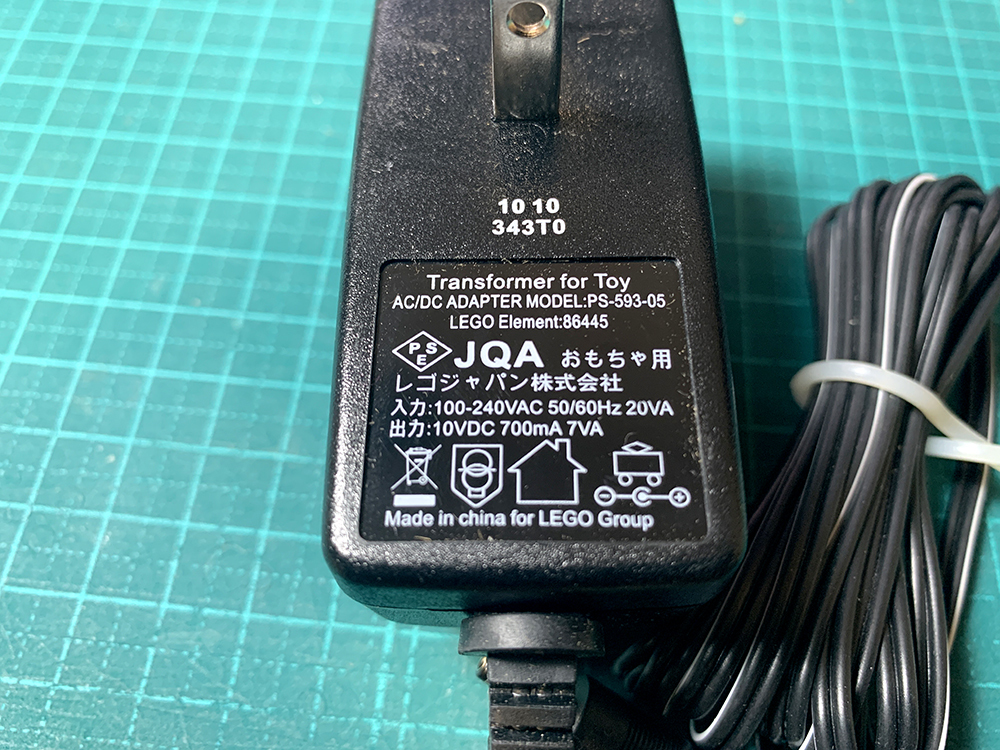 10 10
343T0
Transformer for Toy
AC/DC ADAPTER MODEL:PS-593-05
LEGO Element:86445
PSE JQA おもちゃ用
レゴジャパン株式会社
入力:100-240VAC 50/60Hz 20VA
出力:10VDC 700mA 7VA
Made in china for LEGO Group